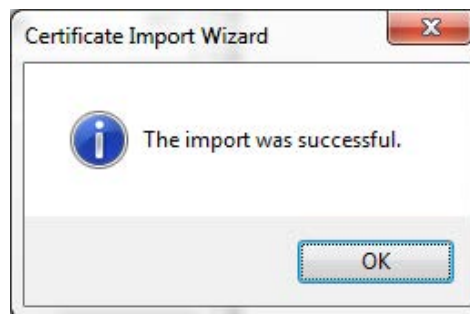 Certificate Import Wizard
The import was successful.
OK